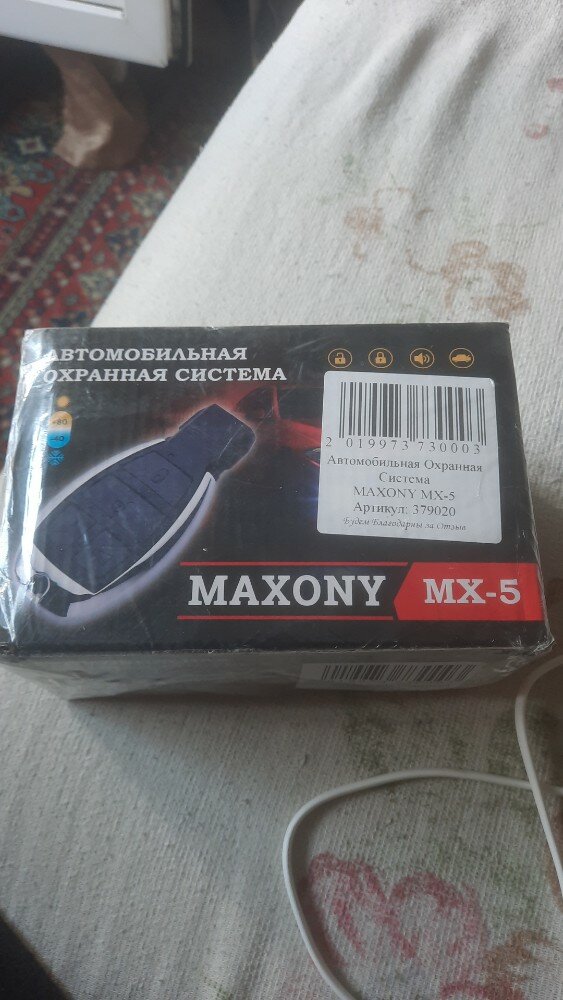 АВТОМОБИЛЬНАЯ
ОХРАННАЯ СИСТЕМА
2 019973 730003
Автомобильная Охранная
Система
MAXONY MX-5
Артикул: 379020
Будем Благодарны за Отзыв
MAXONY MX-5